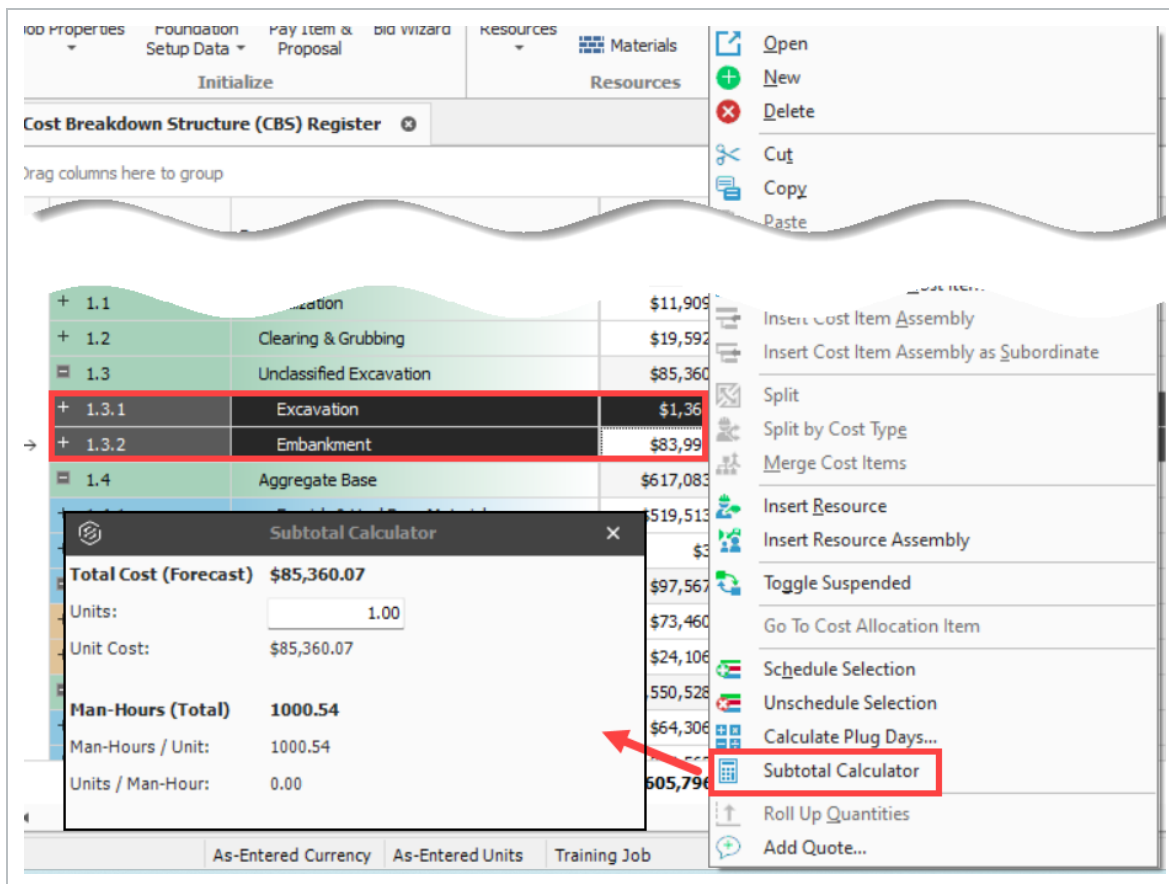 Job Properties Foundation Pay Item & Bid Wizard Resources
Setup Data Proposal Materials
Initialize Resources
Cost Breakdown Structure (CBS) Register
Drag columns here to group
1.1 $11,909
1.2 Clearing & Grubbing $19,592
1.3 Unclassified Excavation $85,360
1.3.1 Excavation $1,36
1.3.2 Embankment $83,99
1.4 Aggregate Base $617,083
$519,513
$3
$97,567
$73,460
$24,106
,550,528
$64,306
605,796
Subtotal Calculator
Total Cost (Forecast) $85,360.07
Units: 1.00
Unit Cost: $85,360.07
Man-Hours (Total) 1000.54
Man-Hours / Unit: 1000.54
Units / Man-Hour: 0.00
As-Entered Currency As-Entered Units Training Job
Open
New
Delete
Cut
Copy
Paste
Insert Cost Item Assembly
Insert Cost Item Assembly as Subordinate
Split
Split by Cost Type
Merge Cost Items
Insert Resource
Insert Resource Assembly
Toggle Suspended
Go To Cost Allocation Item
Schedule Selection
Unschedule Selection
Calculate Plug Days...
Subtotal Calculator
Roll Up Quantities
Add Quote...